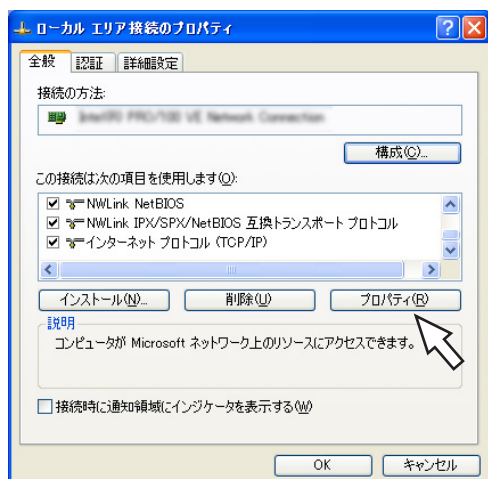 ローカル エリア接続のプロパティ
全般 認証 詳細設定
接続の方法:
Intel(R) PRO/100 VE Network Connection
構成(C)...
この接続は次の項目を使用します(O):
NWLink NetBIOS
NWLink IPX/SPX/NetBIOS 互換トランスポート プロトコル
インターネット プロトコル (TCP/IP)
インストール(N)... 削除(U) プロパティ(R)
説明
コンピュータが Microsoft ネットワーク上のリソースにアクセスできます。
接続時に通知領域にインジケータを表示する(W)
OK キャンセル